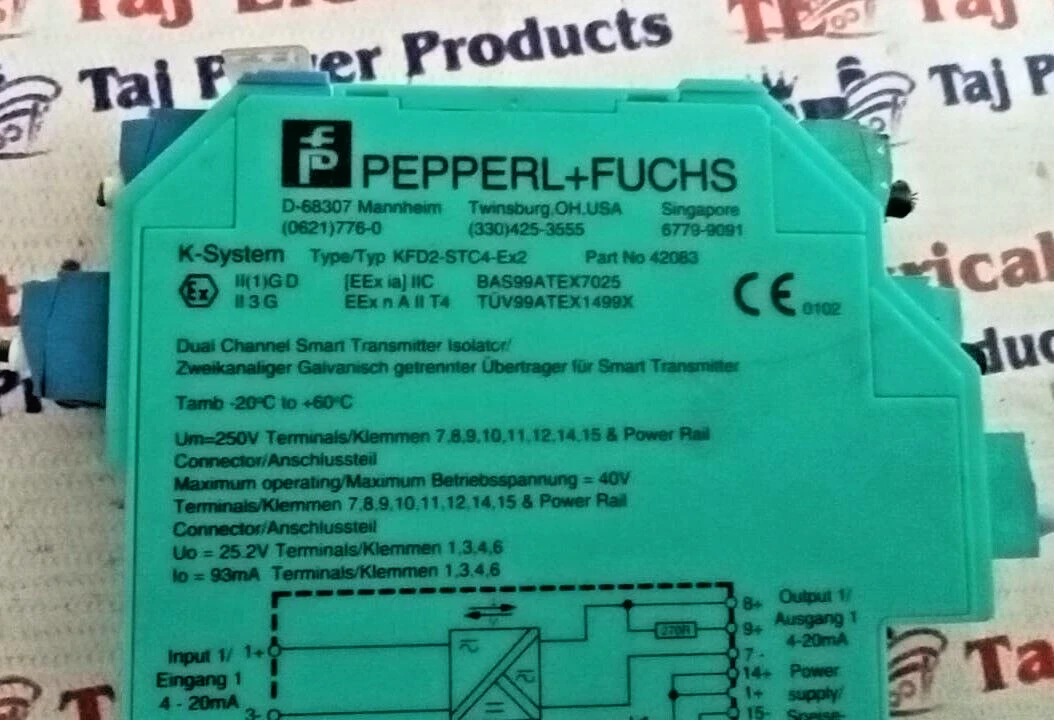 Taj Power Products
Taj
Taj P
PEPPERL+FUCHS
D-68307 Mannheim Twinsburg,OH,USA Singapore
(0621)776-0 (330)425-3555 6779-9091
K-System Type/Typ KFD2-STC4-Ex2 Part No 42083
Ex II(1)G D [EEx ia] IIC BAS99ATEX7025
II 3 G EEx n A II T4 TÜV99ATEX1499X CE 0102
Dual Channel Smart Transmitter Isolator/
Zweikanaliger Galvanisch getrennter Übertrager für Smart Transmitter
Tamb -20°C to +60°C
Um=250V Terminals/Klemmen 7,8,9,10,11,12,14,15 & Power Rail
Connector/Anschlussteil
Maximum operating/Maximum Betriebsspannung = 40V
Terminals/Klemmen 7,8,9,10,11,12,14,15 & Power Rail
Connector/Anschlussteil
Uo = 25.2V Terminals/Klemmen 1,3,4,6
Io = 93mA Terminals/Klemmen 1,3,4,6
8+ Output 1/
270R 9+ Ausgang 1
4-20mA
7 -
Input 1/ 1+
Eingang 1
4 - 20mA
3-
14+ Power
1+ supply/
15- Speise-
Ta